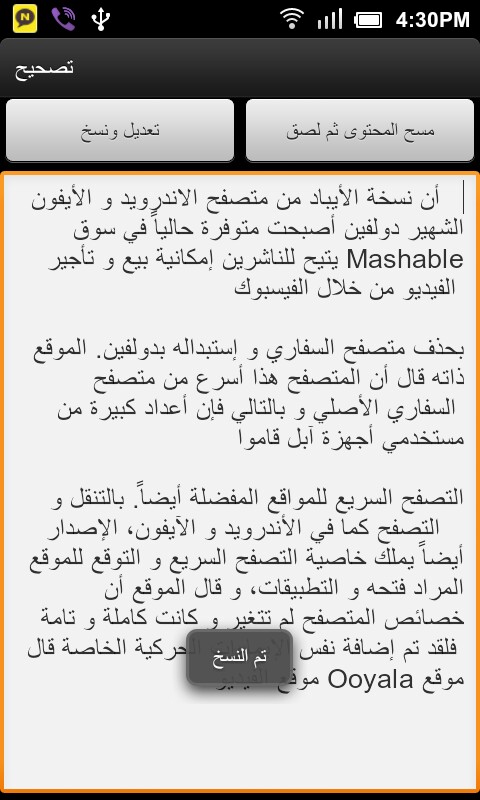 4:30PM
تصحيح
مسح المحتوى ثم لصق
تعديل ونسخ
أن نسخة الأيباد من متصفح الاندرويد و الأيفون
الشهير دولفين أصبحت متوفرة حالياً في سوق
Mashable يتيح للناشرين إمكانية بيع و تأجير
الفيديو من خلال الفيسبوك
بحذف متصفح السفاري و إستبداله بدولفين. الموقع
ذاته قال أن المتصفح هذا أسرع من متصفح
السفاري الأصلي و بالتالي فإن أعداد كبيرة من
مستخدمي أجهزة آبل قاموا
التصفح السريع للمواقع المفضلة أيضاً. بالتنقل و
التصفح كما في الأندرويد و الآيفون، الإصدار
أيضاً يملك خاصية التصفح السريع و التوقع للموقع
المراد فتحه و التطبيقات، و قال الموقع أن
خصائص المتصفح لم تتغير و كانت كاملة و تامة
فلقد تم إضافة نفس الحركية الخاصة قال
موقع Ooyala موقع الفيديو
تم النسخ